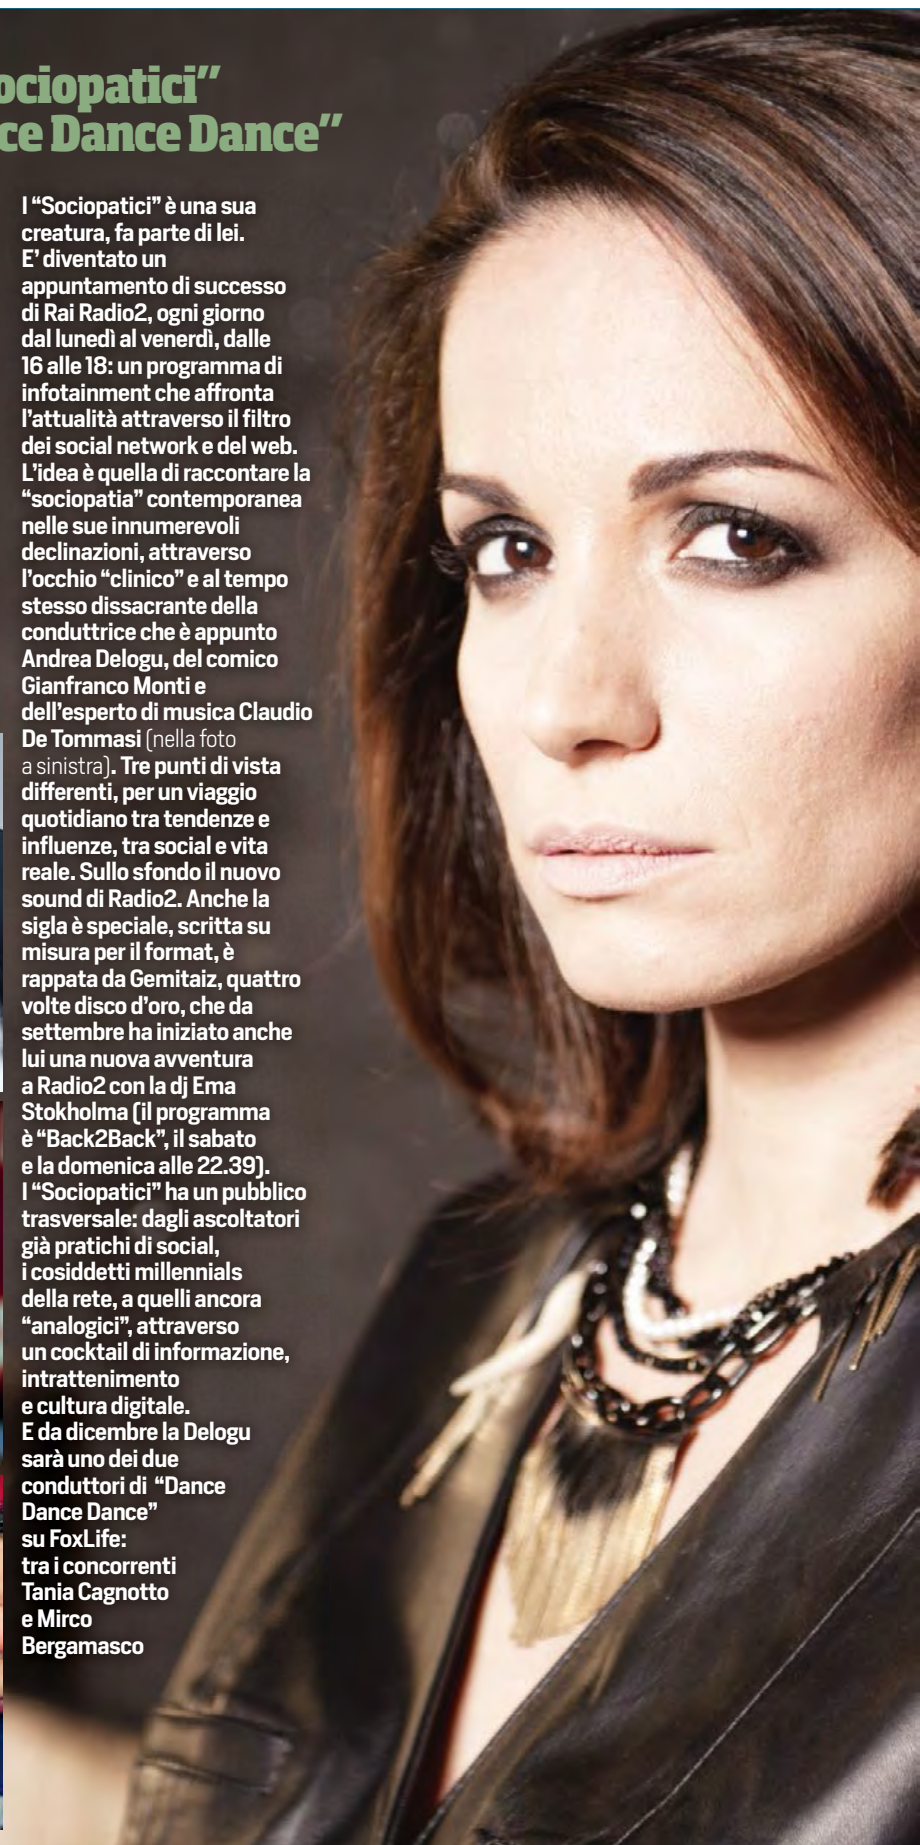 ociopatici”
ce Dance Dance”
I “Sociopatici” è una sua
creatura, fa parte di lei.
E’ diventato un
appuntamento di successo
di Rai Radio2, ogni giorno
dal lunedì al venerdì, dalle
16 alle 18: un programma di
infotainment che affronta
l’attualità attraverso il filtro
dei social network e del web.
L’idea è quella di raccontare la
“sociopatia” contemporanea
nelle sue innumerevoli
declinazioni, attraverso
l’occhio “clinico” e al tempo
stesso dissacrante della
conduttrice che è appunto
Andrea Delogu, del comico
Gianfranco Monti e
dell’esperto di musica Claudio
De Tommasi (nella foto
a sinistra). Tre punti di vista
differenti, per un viaggio
quotidiano tra tendenze e
influenze, tra social e vita
reale. Sullo sfondo il nuovo
sound di Radio2. Anche la
sigla è speciale, scritta su
misura per il format, è
rappata da Gemitaiz, quattro
volte disco d’oro, che da
settembre ha iniziato anche
lui una nuova avventura
a Radio2 con la dj Ema
Stokholma (il programma
è “Back2Back”, il sabato
e la domenica alle 22.39).
I “Sociopatici” ha un pubblico
trasversale: dagli ascoltatori
già pratichi di social,
i cosiddetti millennials
della rete, a quelli ancora
“analogici”, attraverso
un cocktail di informazione,
intrattenimento
e cultura digitale.
E da dicembre la Delogu
sarà uno dei due
conduttori di “Dance
Dance Dance”
su FoxLife:
tra i concorrenti
Tania Cagnotto
e Mirco
Bergamasco